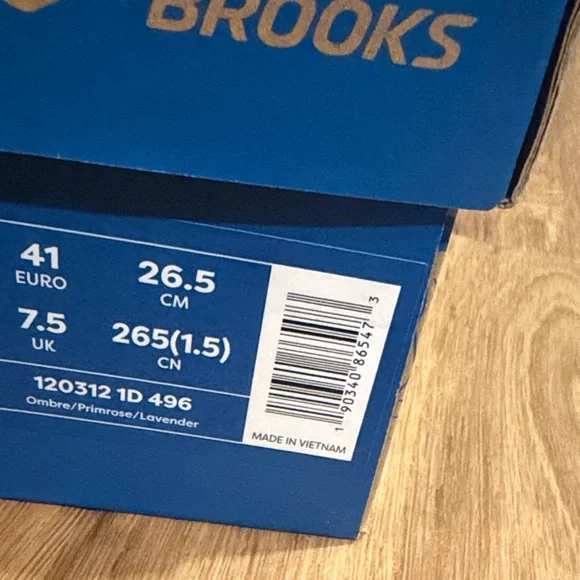 BROOKS
41
EURO
26.5
CM
7.5
UK
265(1.5)
CN
120312 1D 496
Ombre/Primrose/Lavender
1 90340 86547 3
MADE IN VIETNAM